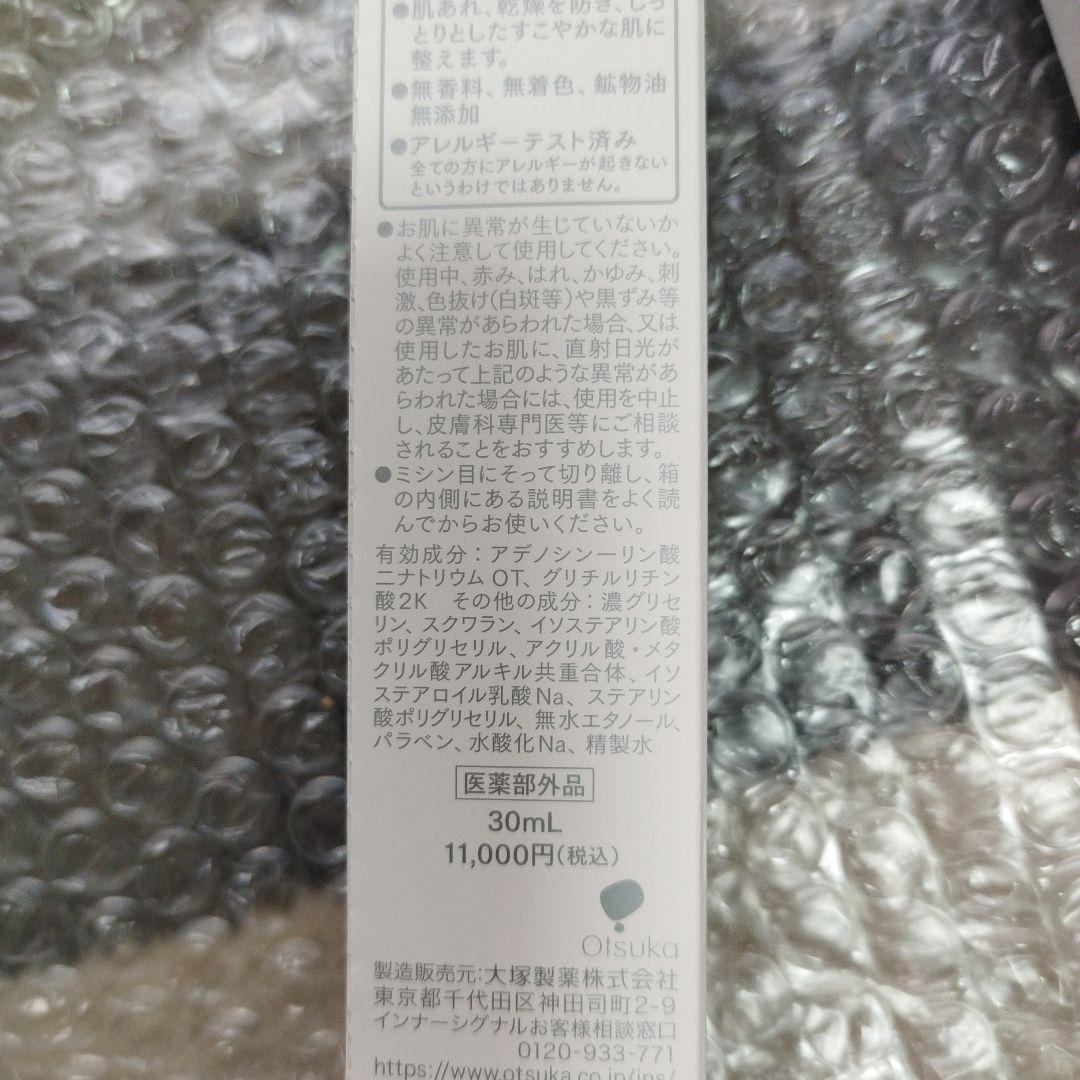 ●肌あれ、乾燥を防ぎ、しっ
とりとしたすこやかな肌に
整えます。
●無香料、無着色、鉱物油
無添加
●アレルギーテスト済み
全ての方にアレルギーが起きない
というわけではありません。
●お肌に異常が生じていないか
よく注意して使用してください。
使用中、赤み、はれ、かゆみ、刺
激、色抜け(白斑等)や黒ずみ等
の異常があらわれた場合、又は
使用したお肌に、直射日光が
あたって上記のような異常があ
らわれた場合には、使用を中止
し、皮膚科専門医等にご相談
されることをおすすめします。
●ミシン目にそって切り離し、箱
の内側にある説明書をよく読
んでからお使いください。
有効成分：アデノシン一リン酸
二ナトリウム OT、グリチルリチン
酸2K その他の成分：濃グリセ
リン、スクワラン、イソステアリン酸
ポリグリセリル、アクリル酸・メタ
クリル酸アルキル共重合体、イソ
ステアロイル乳酸Na、ステアリン
酸ポリグリセリル、無水エタノール、
パラベン、水酸化Na、精製水
医薬部外品
30mL
11,000円(税込)
Otsuka
製造販売元：大塚製薬株式会社
東京都千代田区神田司町2-9
インナーシグナルお客様相談窓口
0120-933-771
https://www.otsuka.co.jp/ins/